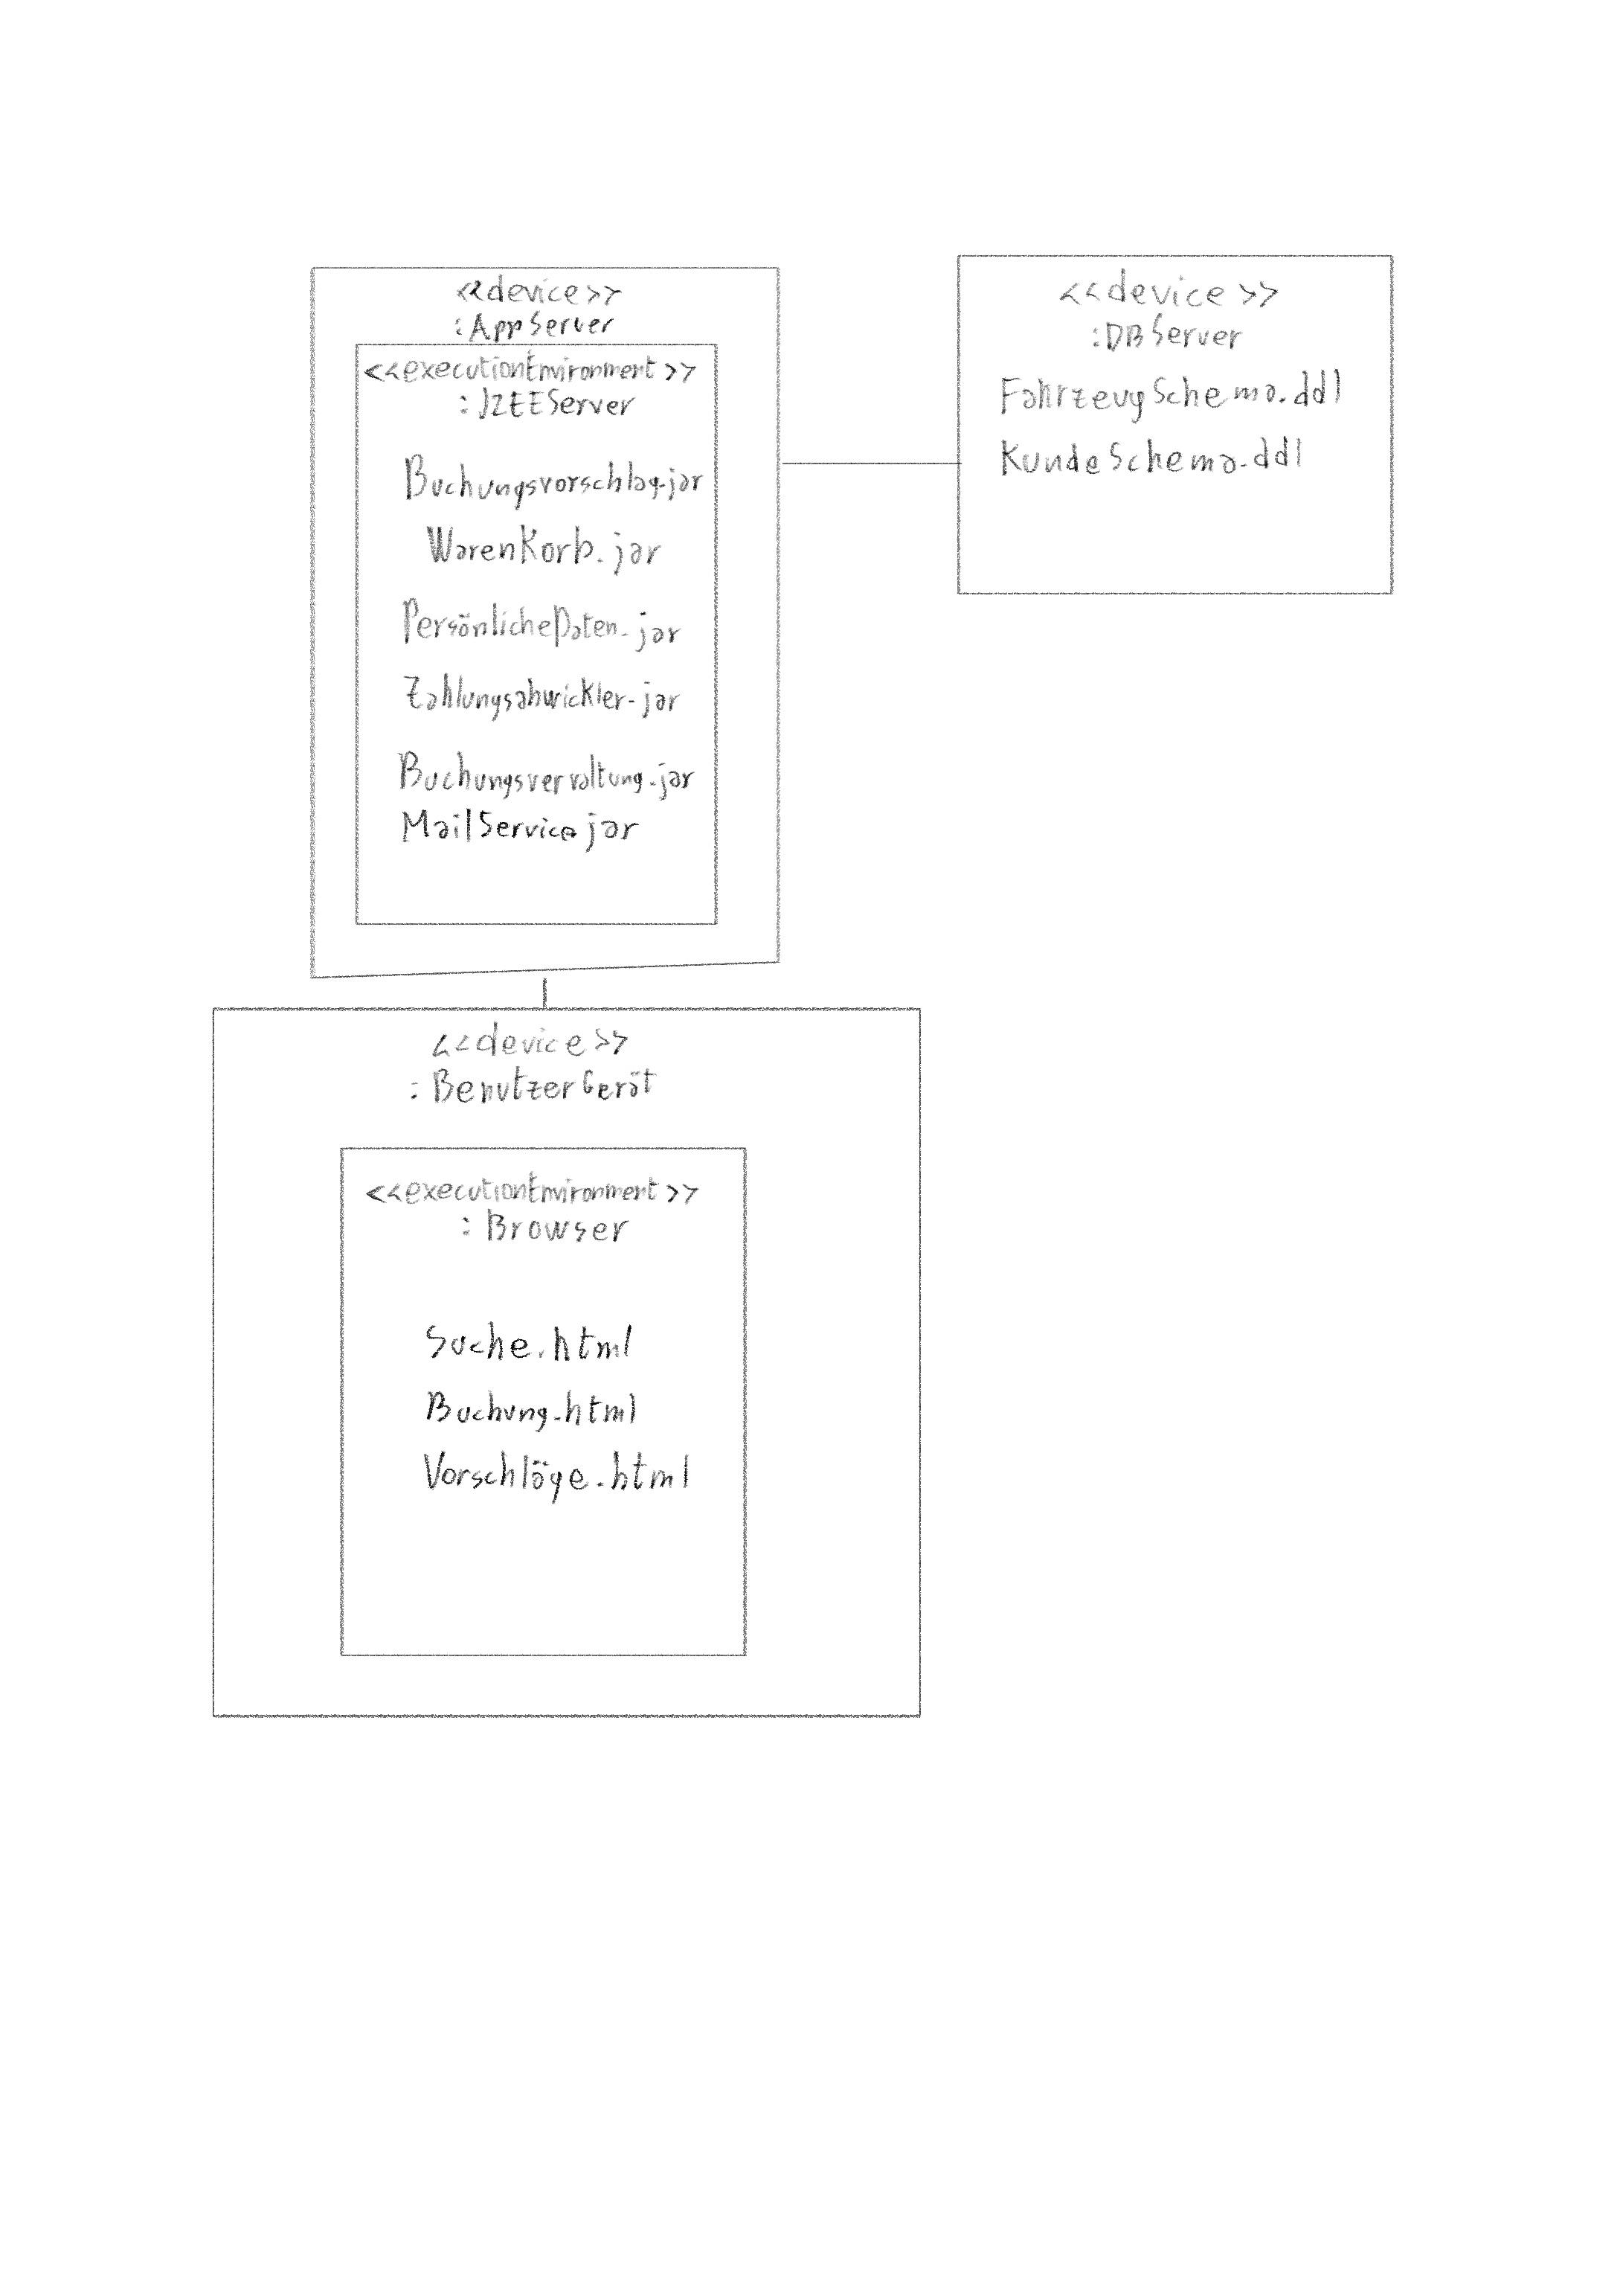 <<device>>
:AppServer
<<executionEnvironment>>
:J2EEServer
Buchungsvorschlag.jar
WarenKorb.jar
PersönlicheDaten.jar
Zahlungsabwickler.jar
Buchungsverwaltung.jar
MailService.jar
<<device>>
:DBServer
FahrzeugSchema.ddl
KundeSchema.ddl
<<device>>
:BenutzerGerät
<<executionEnvironment>>
:Browser
Suche.html
Buchung.html
Vorschläge.html